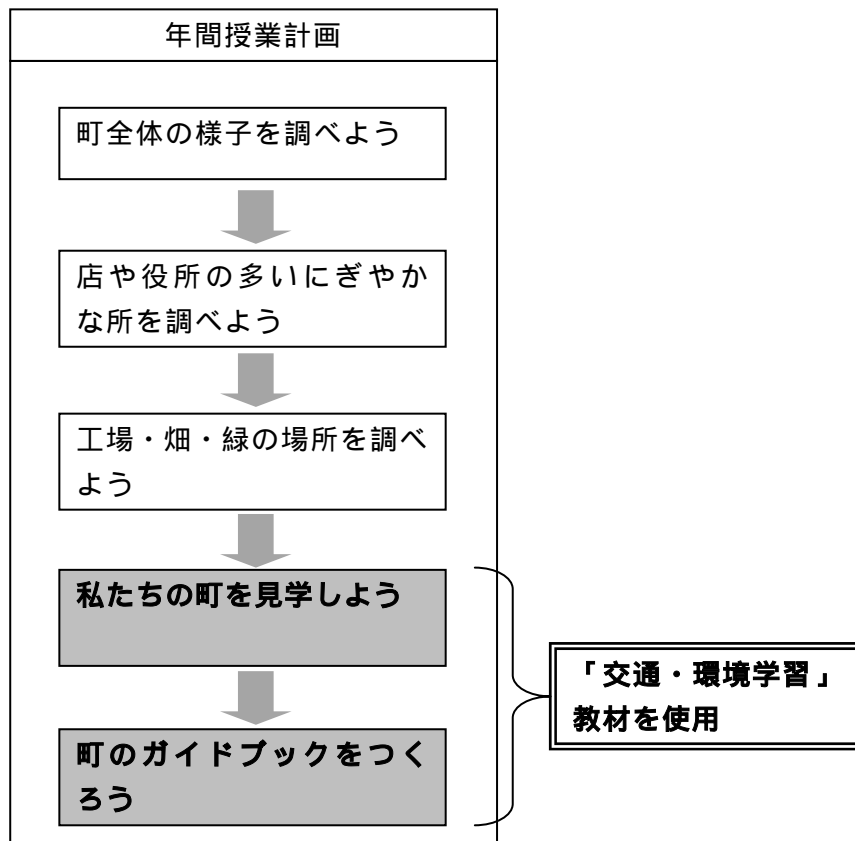 年間授業計画
町全体の様子を調べよう
店や役所の多いにぎやか
な所を調べよう
工場・畑・緑の場所を調べ
よう
私たちの町を見学しよう
町のガイドブックをつく
ろう
「交通・環境学習」
教材を使用